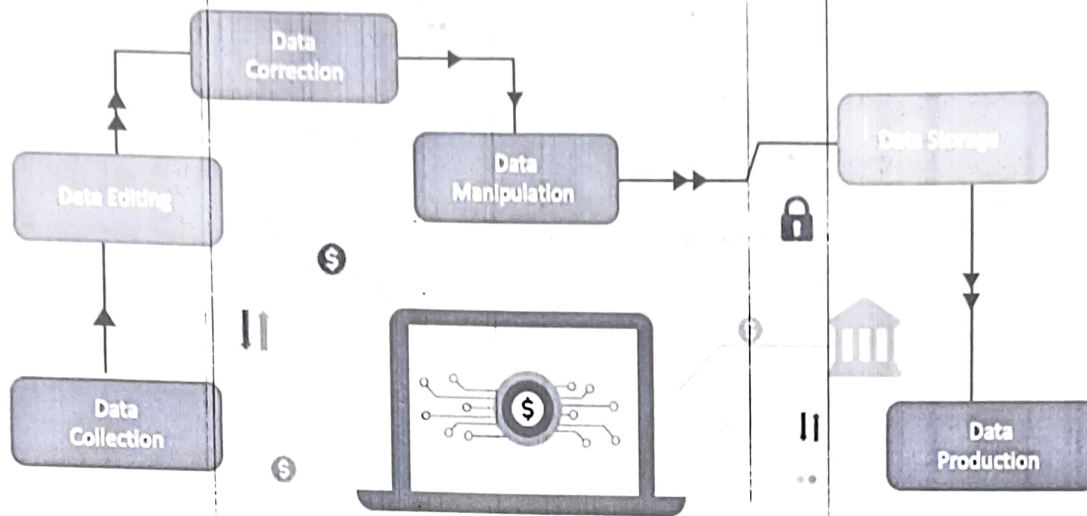 Data
Correction
Data Editing
Data
Manipulation
Data Storage
$
$
$
Data
Collection
Data
Production